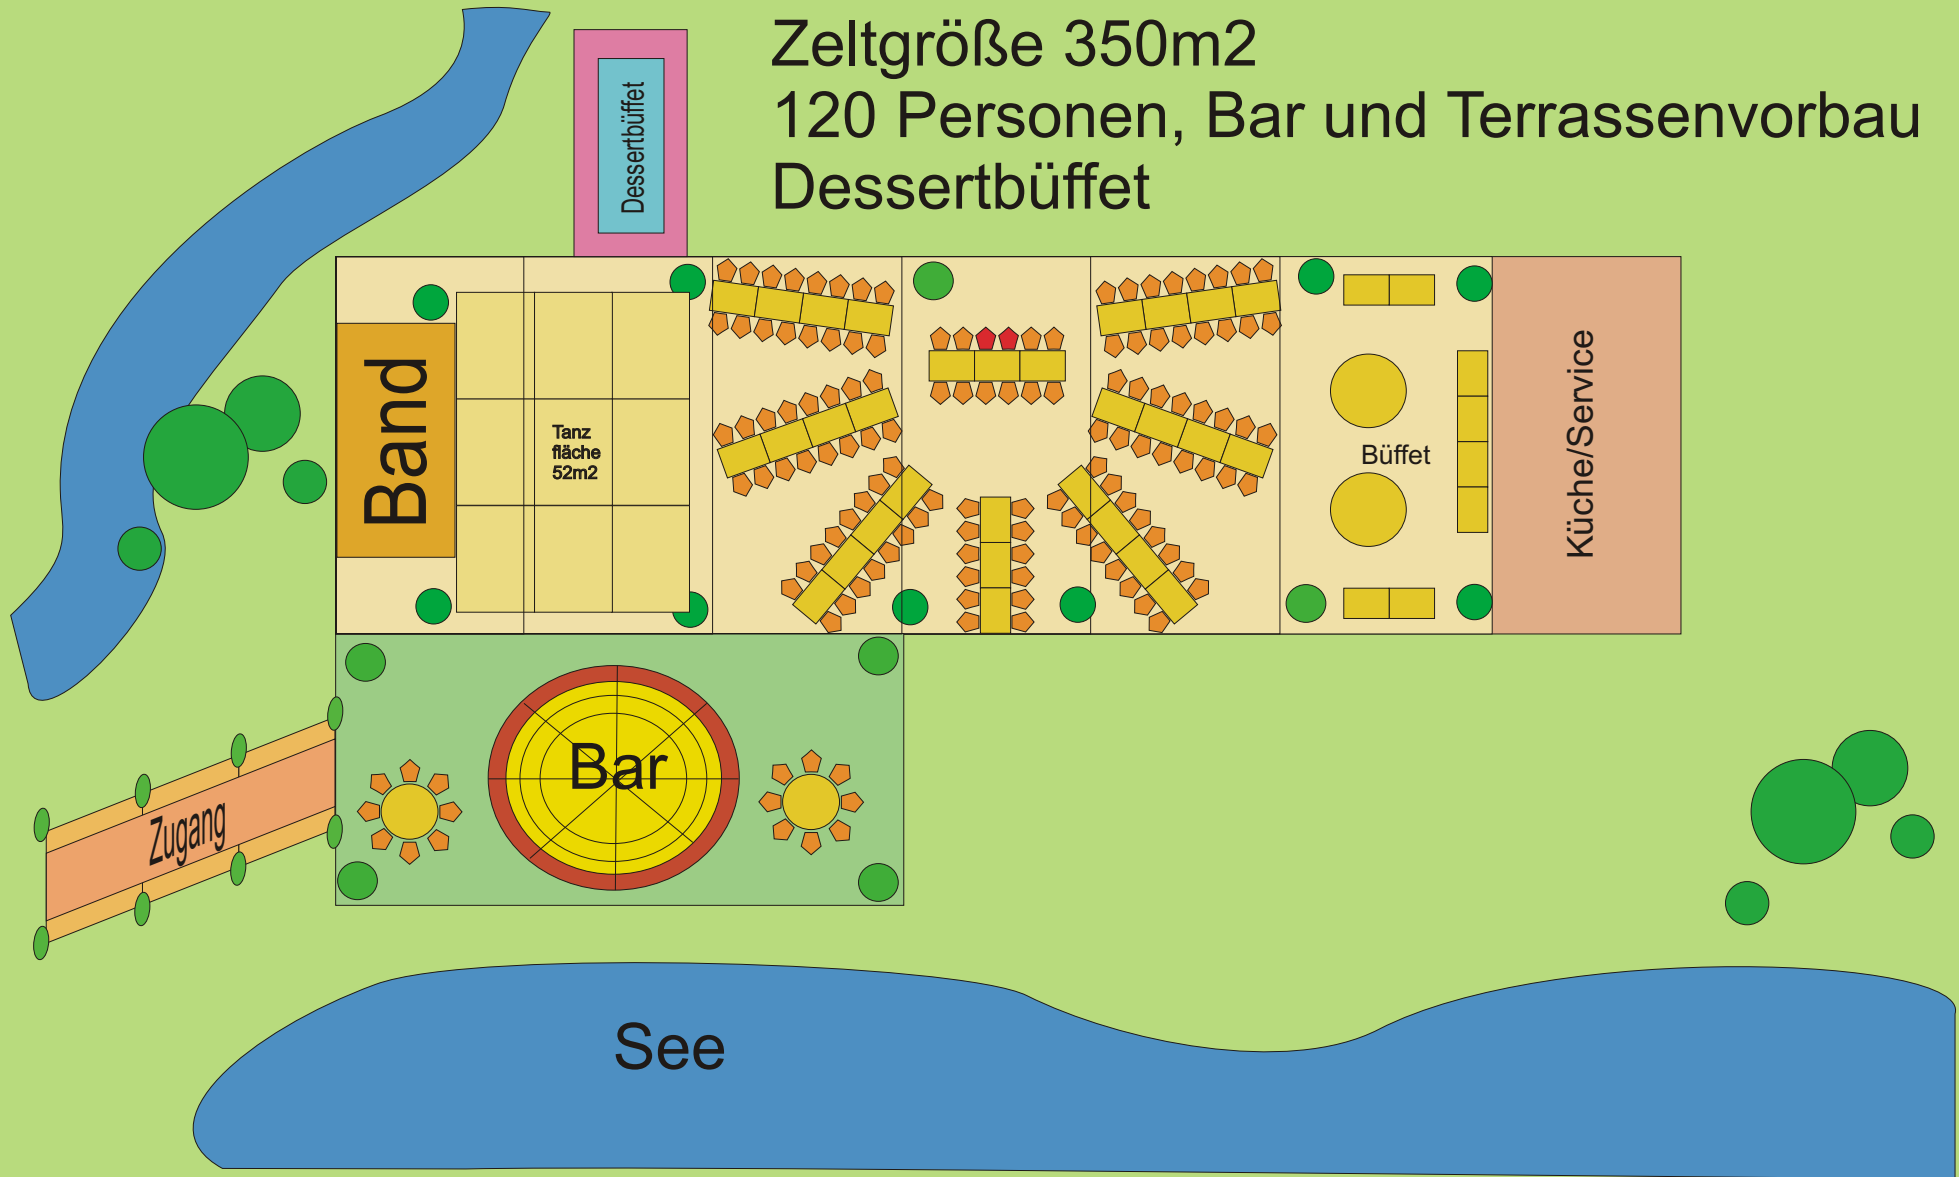 Zeltgröße 350m2
120 Personen, Bar und Terrassenvorbau
Dessertbüffet
Dessertbüffet
Band
Tanz
fläche
52m2
Büffet
Küche/Service
Bar
Zugang
See